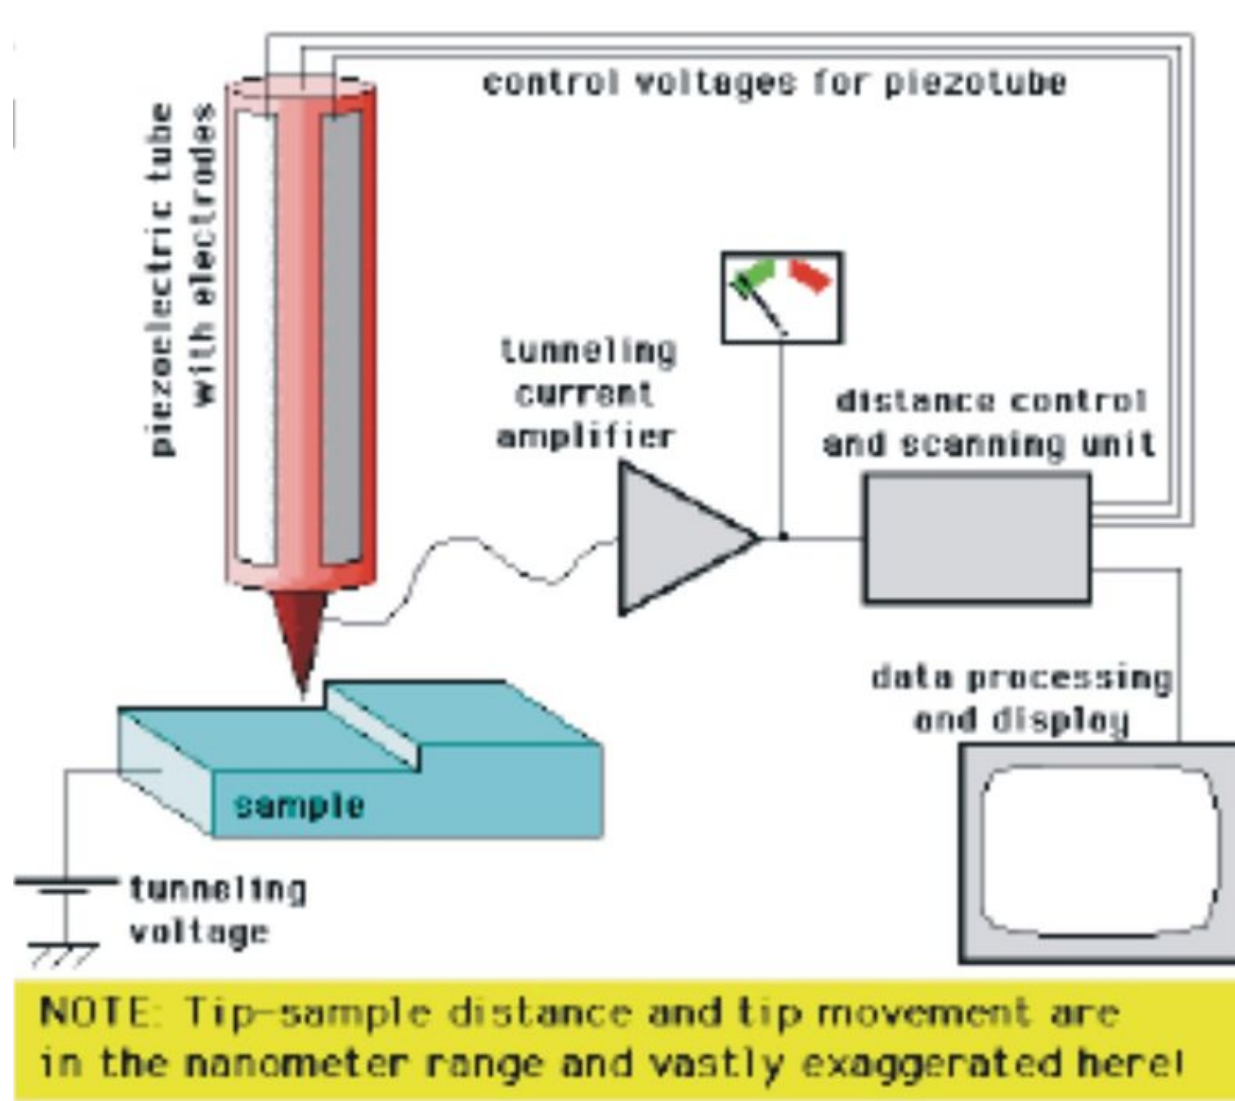 control voltages for piezotube
piezoelectric tube
with electrodes
tunneling
current
amplifier
distance control
and scanning unit
data processing
and display
sample
tunneling
voltage
NOTE: Tip-sample distance and tip movement are
in the nanometer range and vastly exaggerated here!